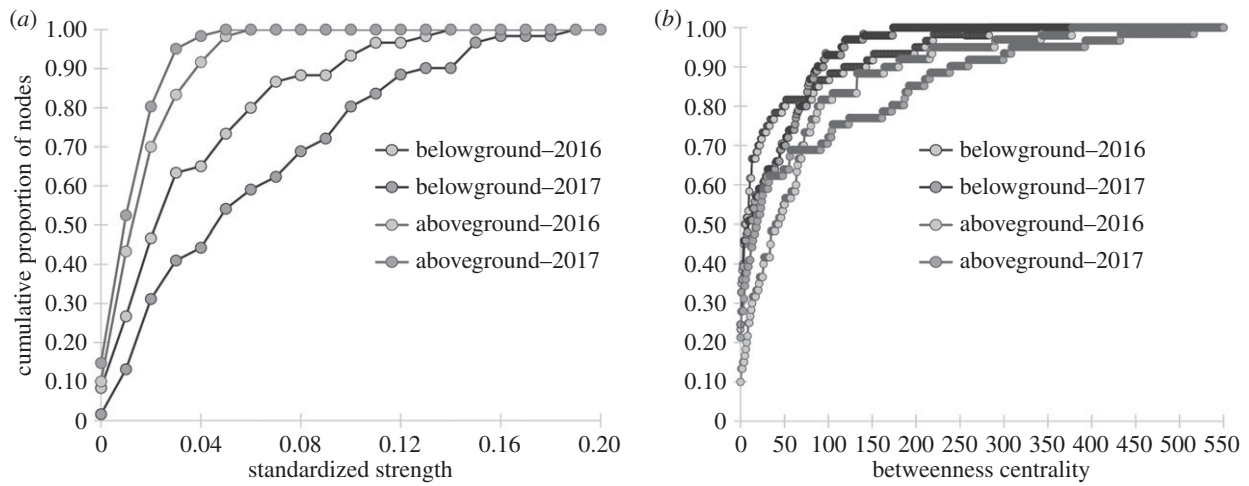 (a)
1.00
0.90
0.80
0.70
0.60
0.50
0.40
0.30
0.20
0.10
0
cumulative proportion of nodes
belowground–2016
belowground–2017
aboveground–2016
aboveground–2017
0 0.04 0.08 0.12 0.16 0.20
standardized strength
(b)
1.00
0.90
0.80
0.70
0.60
0.50
0.40
0.30
0.20
0.10
0
belowground–2016
belowground–2017
aboveground–2016
aboveground–2017
0 50 100 150 200 250 300 350 400 450 500 550
betweenness centrality